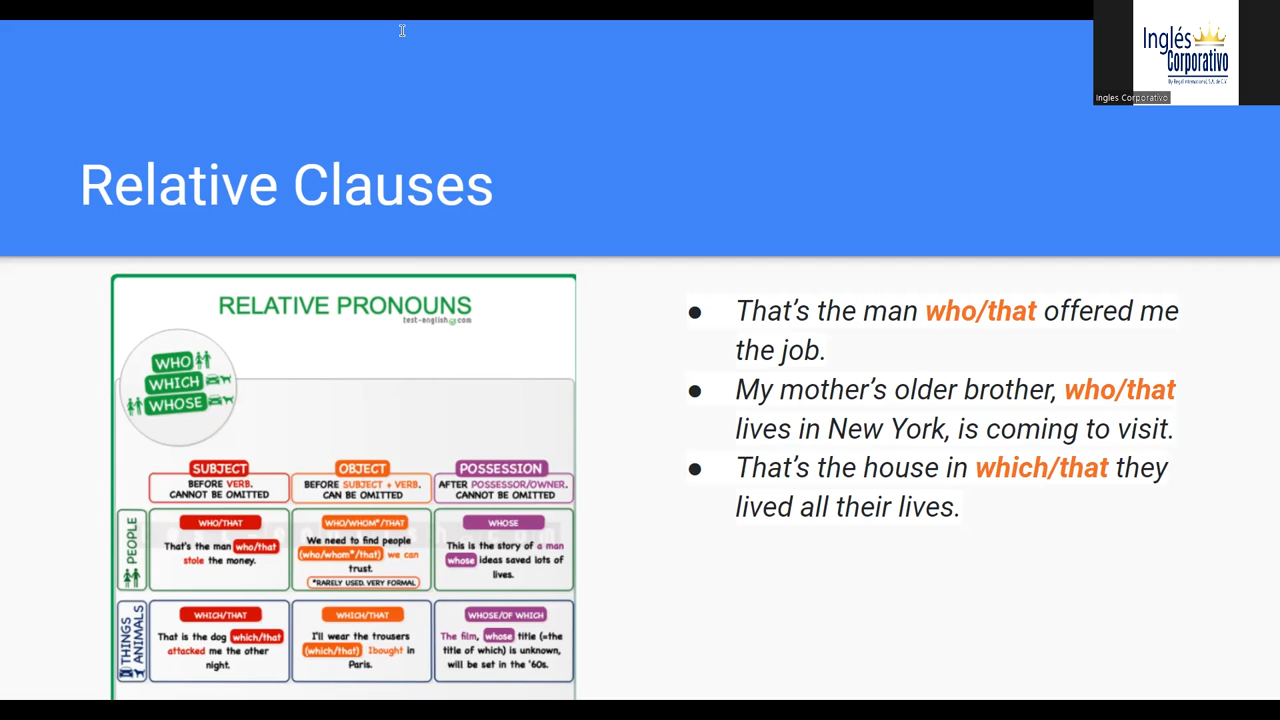 Inglés
Corporativo
Ingles Corporativo
Relative Clauses
RELATIVE PRONOUNS
test-english.com
WHO
WHICH
WHOSE
SUBJECT
BEFORE VERB.
CANNOT BE OMITTED
OBJECT
BEFORE SUBJECT + VERB.
CAN BE OMITTED
POSSESSION
AFTER POSSESSOR/OWNER.
CANNOT BE OMITTED
PEOPLE
WHO/THAT
That's the man who/that
stole the money.
WHO/WHOM*/THAT
We need to find people
(who/whom*/that) we can
trust.
*RARELY USED. VERY FORMAL
WHOSE
This is the story of a man
whose ideas saved lots of
lives.
THINGS
ANIMALS
WHICH/THAT
That is the dog which/that
attacked me the other
night.
WHICH/THAT
I'll wear the trousers
(which/that) Ibought in
Paris.
WHOSE/OF WHICH
The film, whose title (=the
title of which) is unknown,
will be set in the '60s.
● That's the man who/that offered me
the job.
● My mother's older brother, who/that
lives in New York, is coming to visit.
● That's the house in which/that they
lived all their lives.